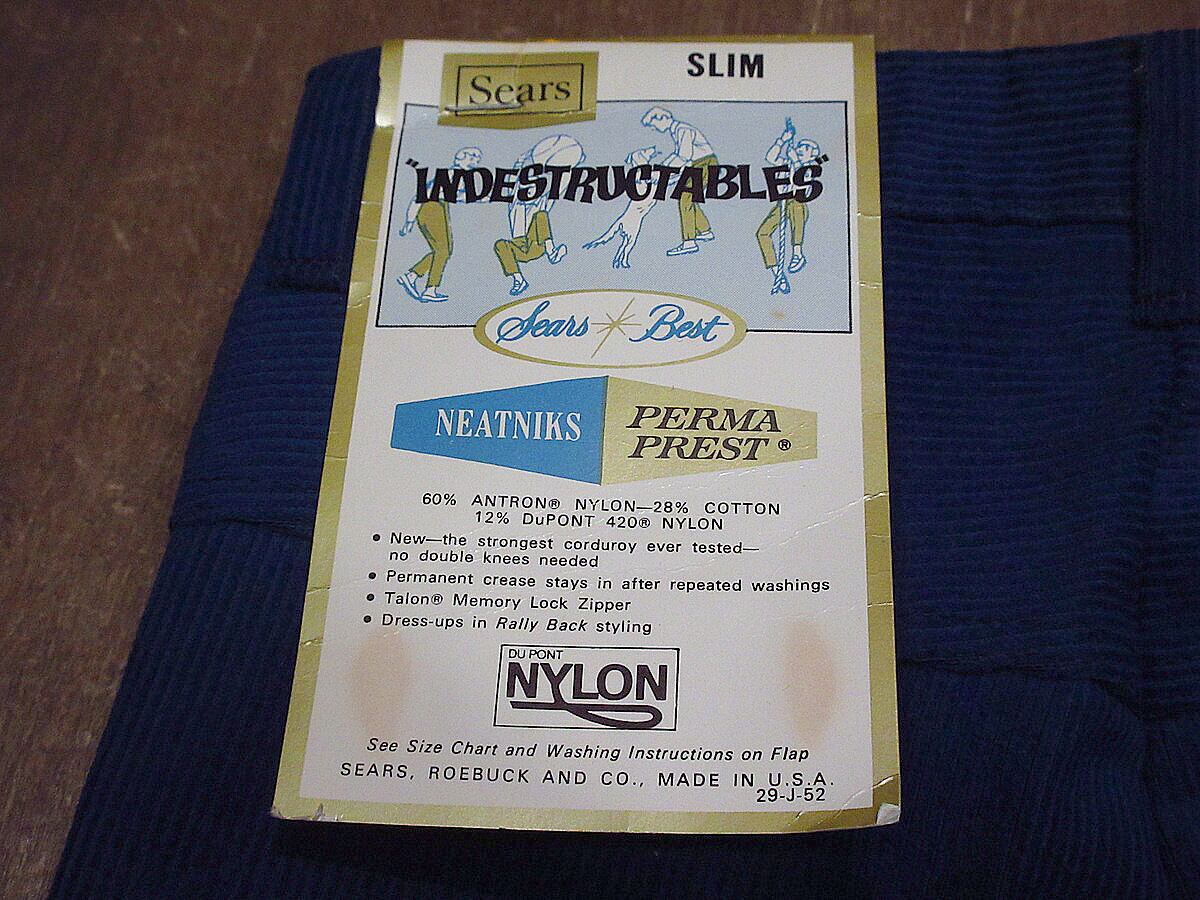 Sears
SLIM
"INDESTRUCTABLES"
Sears Best
NEATNIKS
PERMA
PREST®
60% ANTRON® NYLON—28% COTTON
12% DuPONT 420® NYLON
• New—the strongest corduroy ever tested—
no double knees needed
• Permanent crease stays in after repeated washings
• Talon® Memory Lock Zipper
• Dress-ups in Rally Back styling
DU PONT
NYLON
See Size Chart and Washing Instructions on Flap
SEARS, ROEBUCK AND CO., MADE IN U.S.A.
29-J-52